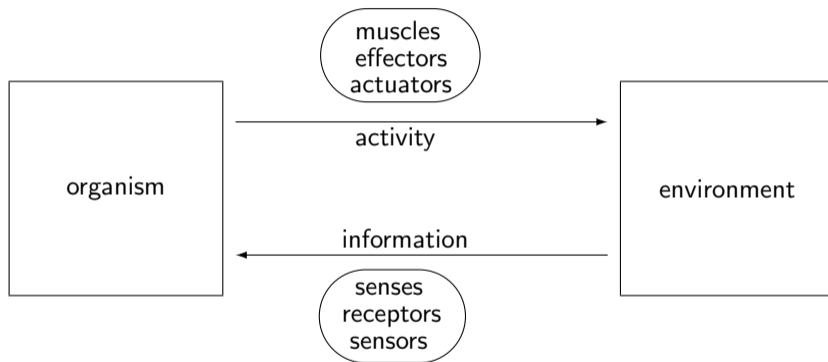 muscles
effectors
actuators
activity
organism
environment
information
senses
receptors
sensors